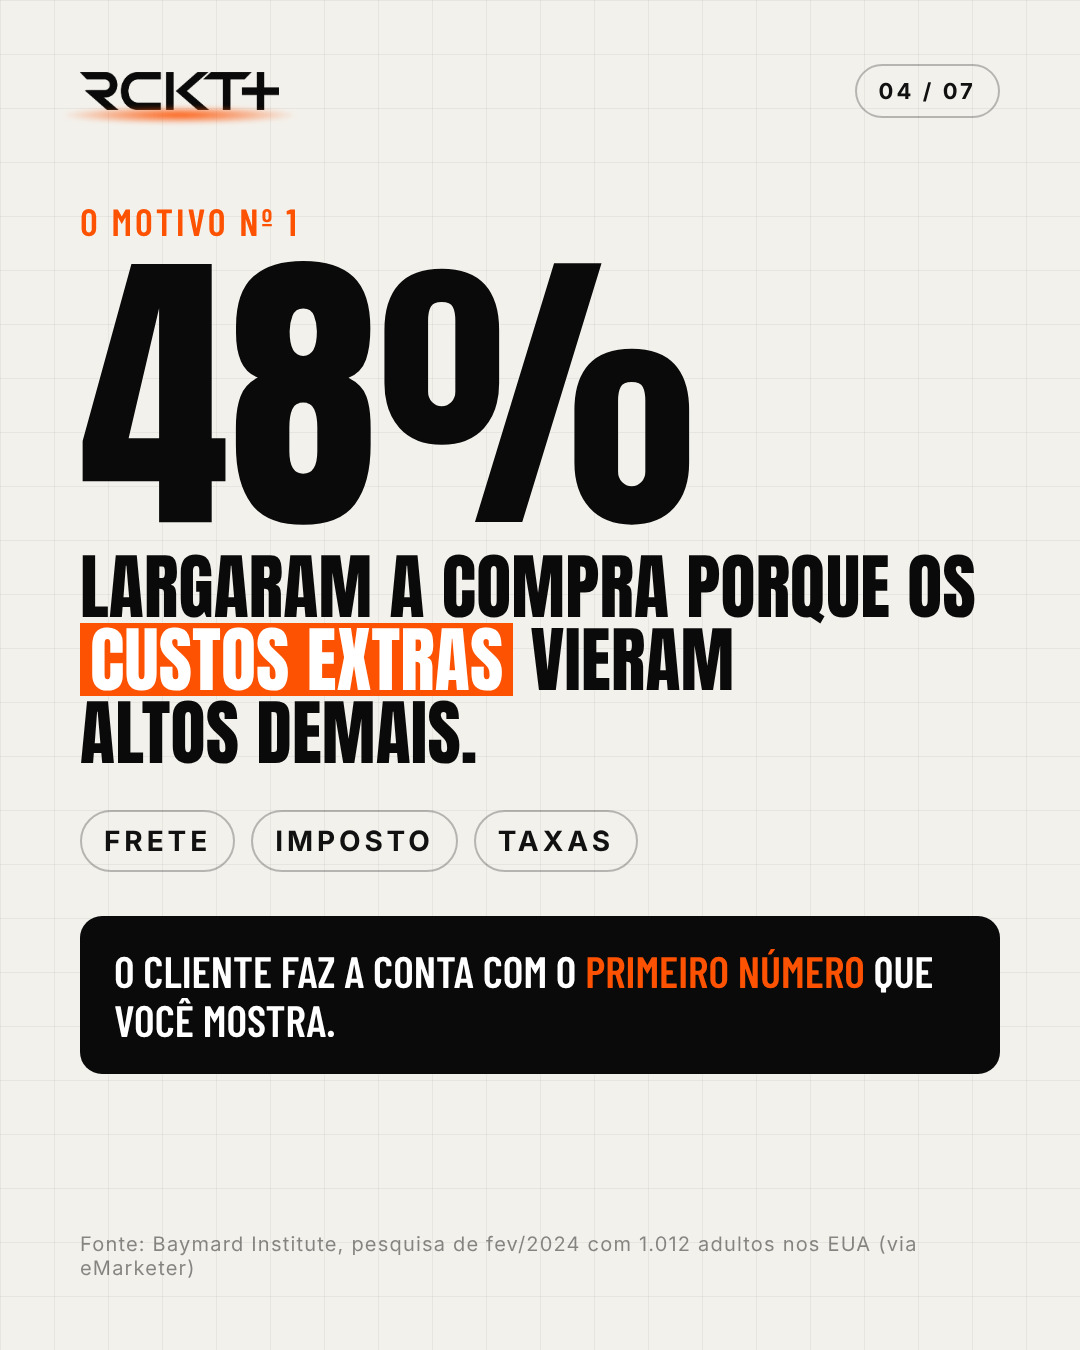 RCKT+
04 / 07
O MOTIVO Nº 1
48%
LARGARAM A COMPRA PORQUE OS
CUSTOS EXTRAS VIERAM
ALTOS DEMAIS.
FRETE
IMPOSTO
TAXAS
O CLIENTE FAZ A CONTA COM O PRIMEIRO NÚMERO QUE
VOCÊ MOSTRA.
Fonte: Baymard Institute, pesquisa de fev/2024 com 1.012 adultos nos EUA (via
eMarketer)